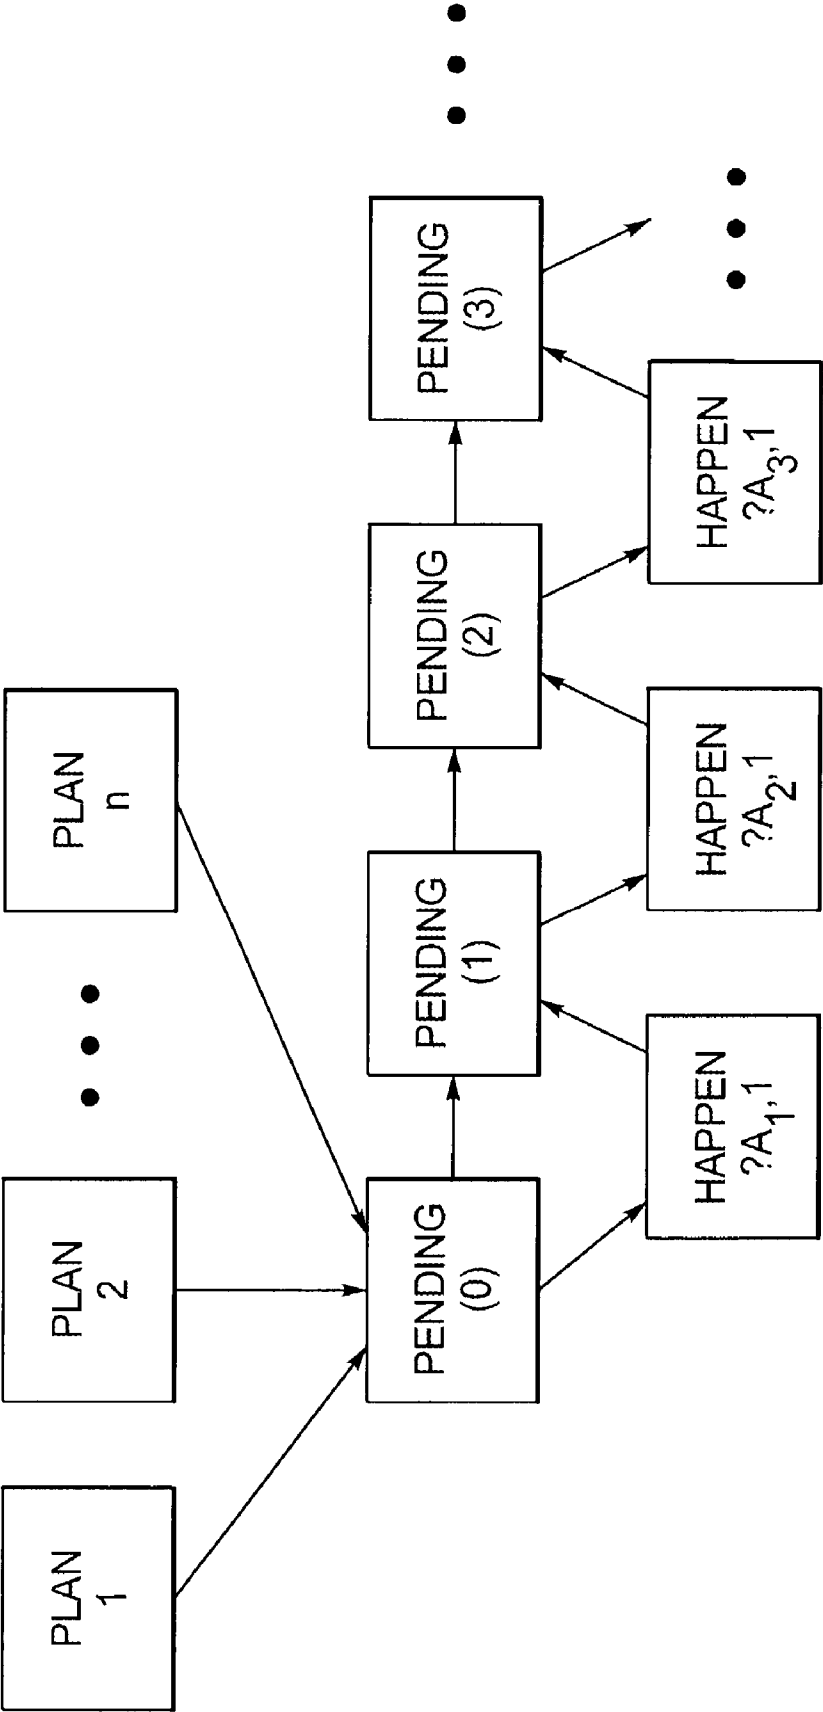 PLAN
1
PLAN
2
PLAN
n
PENDING
(0)
PENDING
(1)
PENDING
(2)
PENDING
(3)
HAPPEN
?A1,1
HAPPEN
?A2,1
HAPPEN
?A3,1